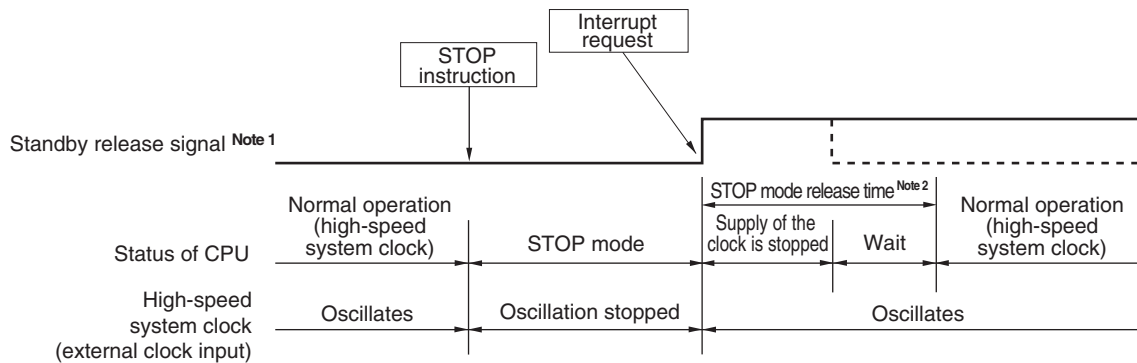 Interrupt
request
STOP
instruction
Standby release signal Note 1
STOP mode release time Note 2
Normal operation
(high-speed
system clock)
Supply of the
clock is stopped
Normal operation
(high-speed
system clock)
Status of CPU
STOP mode
Wait
High-speed
system clock
(external clock input)
Oscillates
Oscillation stopped
Oscillates